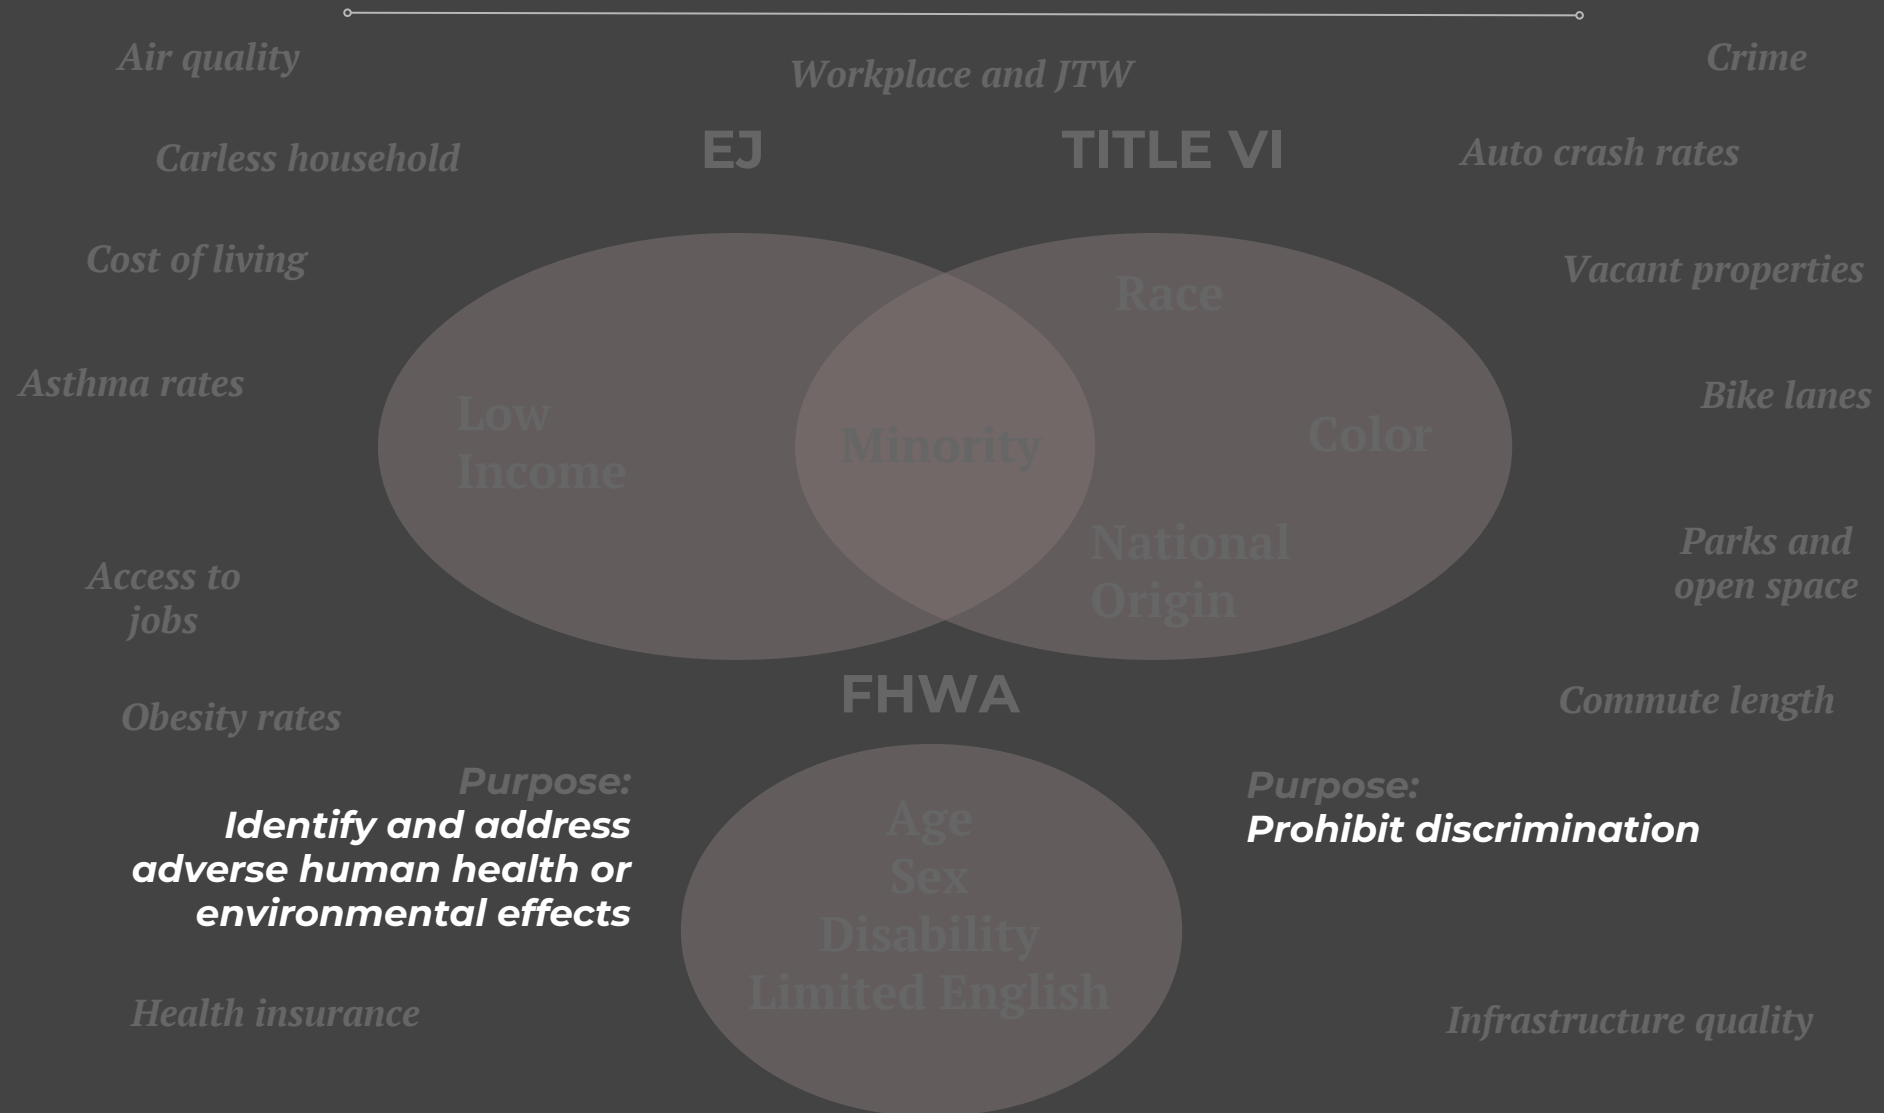 Air quality
Workplace and JTW
Crime
Carless household
EJ
TITLE VI
Auto crash rates
Cost of living
Race
Vacant properties
Asthma rates
Low
Income
Minority
Color
Bike lanes
National
Origin
Parks and
open space
Access to
jobs
FHWA
Commute length
Obesity rates
Purpose:
Identify and address
adverse human health or
environmental effects
Age
Sex
Disability
Limited English
Purpose:
Prohibit discrimination
Health insurance
Infrastructure quality